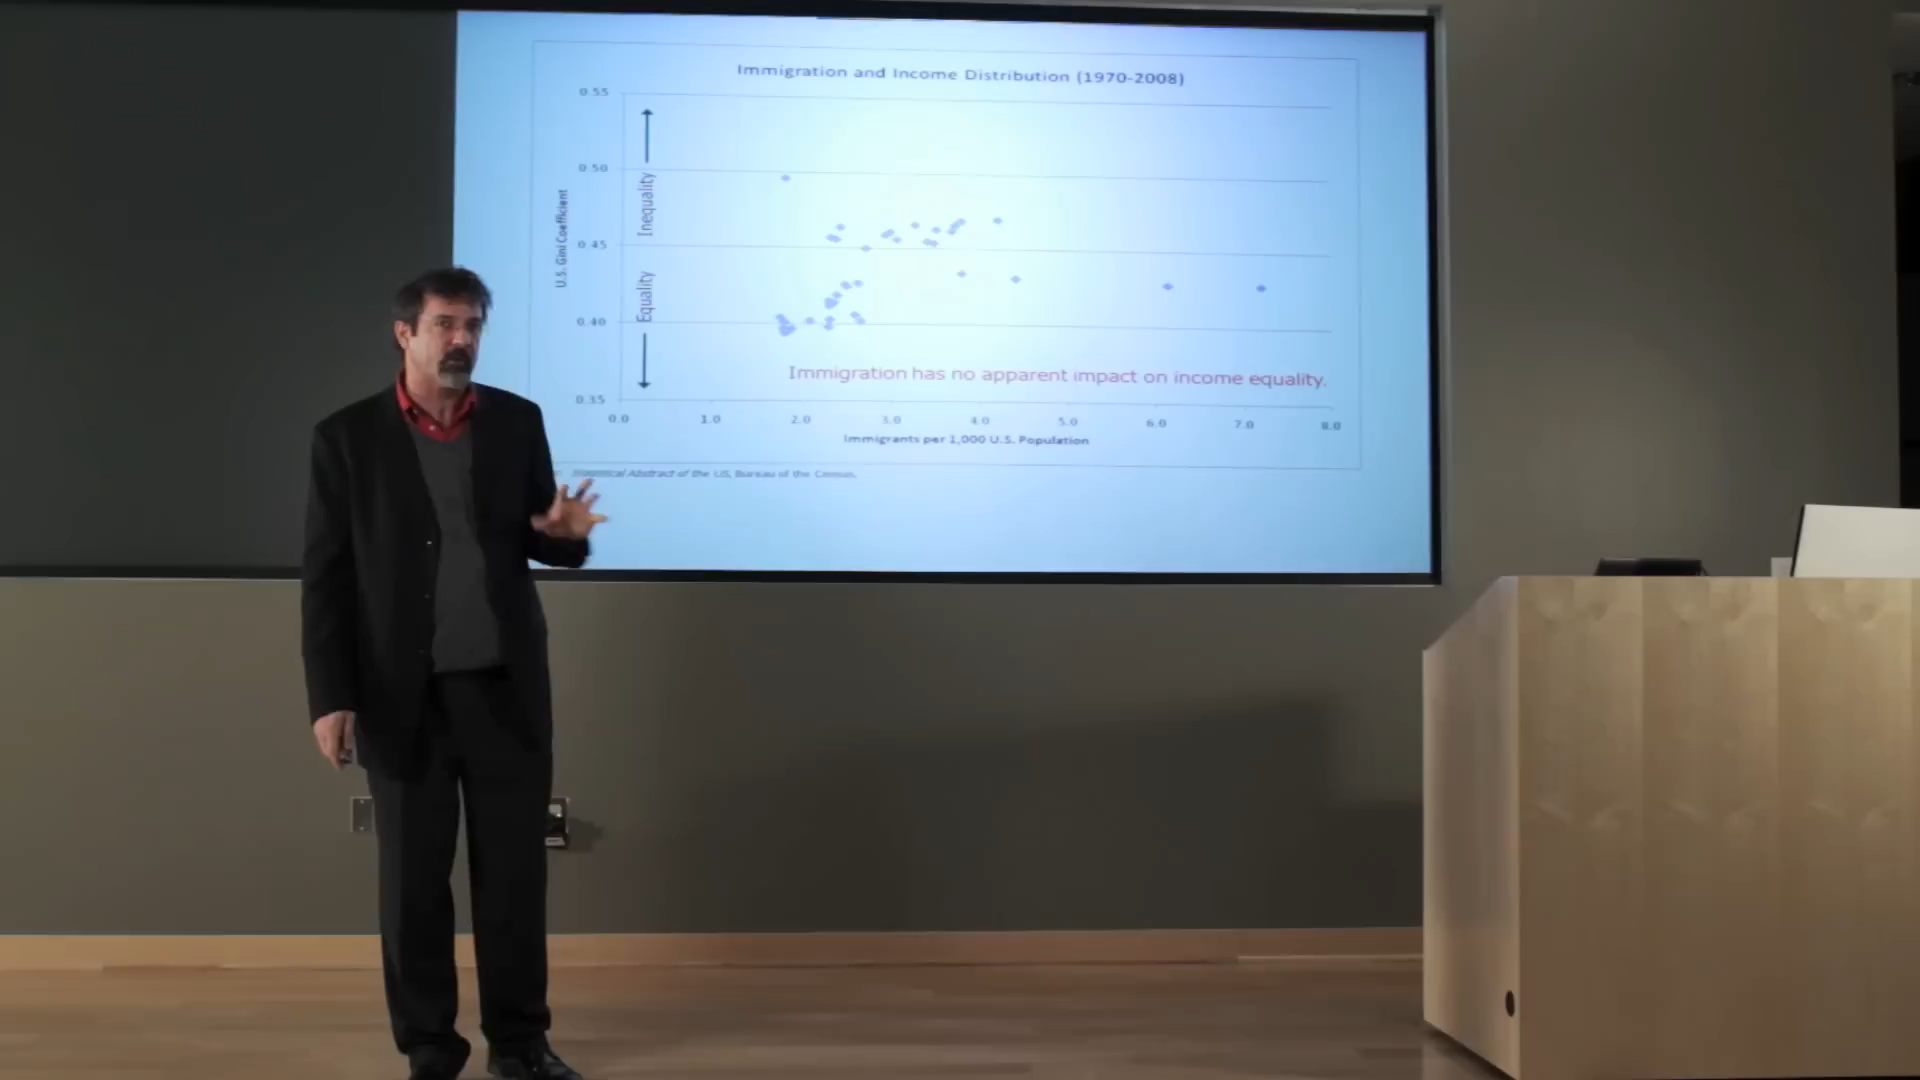 Immigration and Income Distribution (1970-2008)
0.55
0.50
0.45
0.40
0.35
U.S. Gini Coefficient
Inequality
Equality
Immigration has no apparent impact on income equality.
0.0 1.0 2.0 3.0 4.0 5.0 6.0 7.0 8.0
Immigrants per 1,000 U.S. Population
Statistical Abstract of the US, Bureau of the Census.